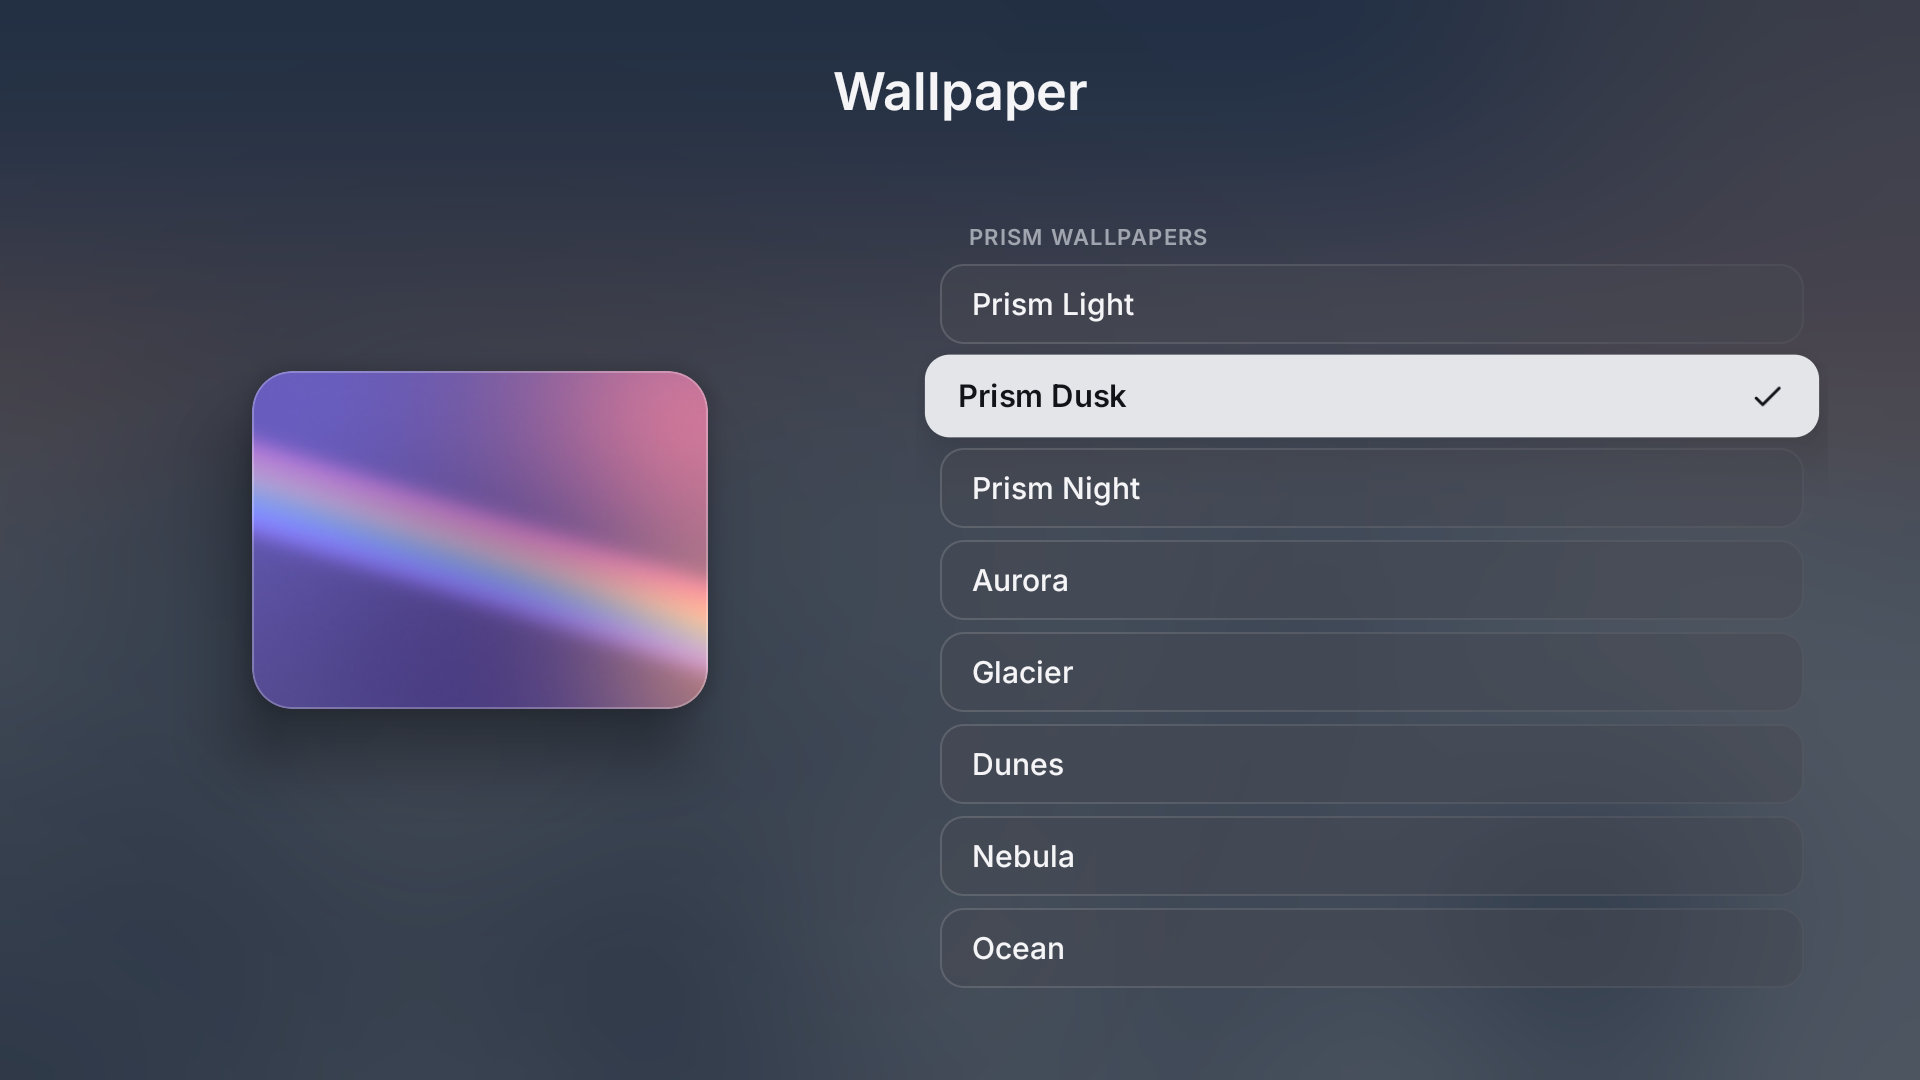 Wallpaper
PRISM WALLPAPERS
Prism Light
Prism Dusk
Prism Night
Aurora
Glacier
Dunes
Nebula
Ocean